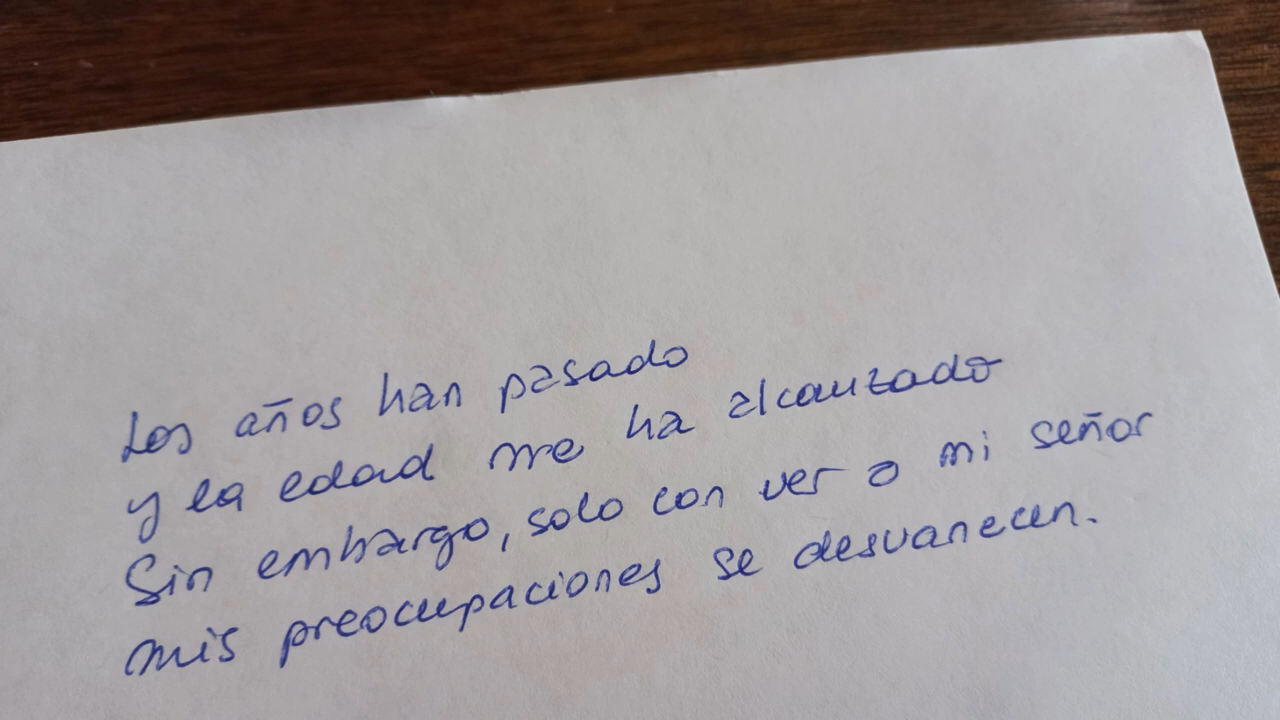 Los años han pasado
y la edad me ha alcanzado
Sin embargo, solo con ver a mi señor
mis preocupaciones se desvanecen.